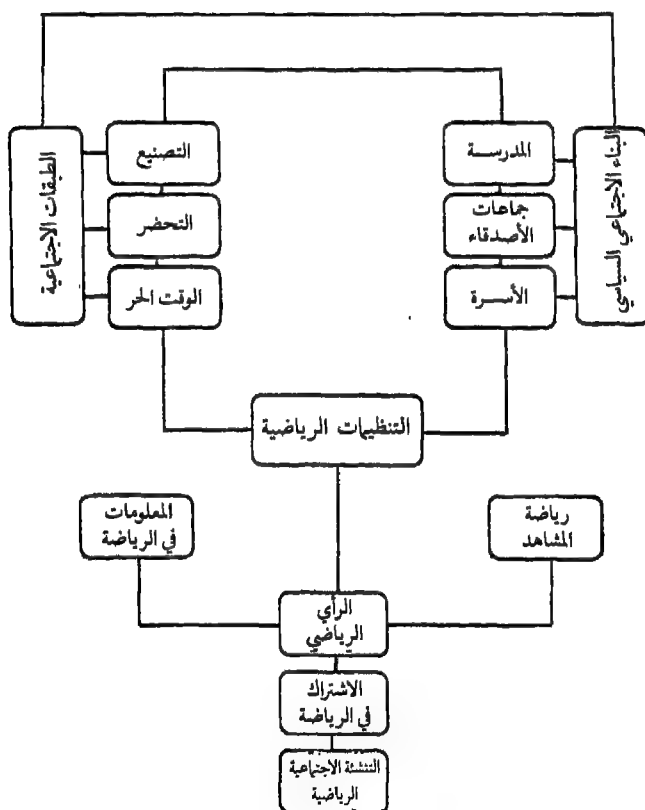 البناء الاجتماعي السياسي
المدرسة
جماعات
الأصدقاء
الأسرة
التصنيع
التحضر
الوقت الحر
الطبقات الاجتماعية
التنظيمات الرياضية
رياضة
المشاهد
المعلومات
في الرياضة
الرأي
الرياضي
الاشتراك
في الرياضة
التنشئة الاجتماعية
الرياضية